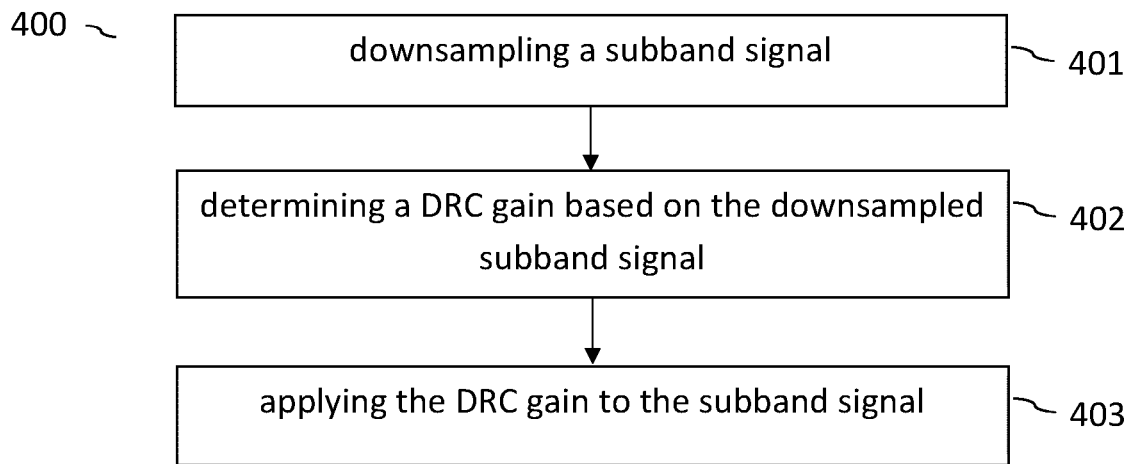 400
downsampling a subband signal
401
determining a DRC gain based on the downsampled
subband signal
402
applying the DRC gain to the subband signal
403